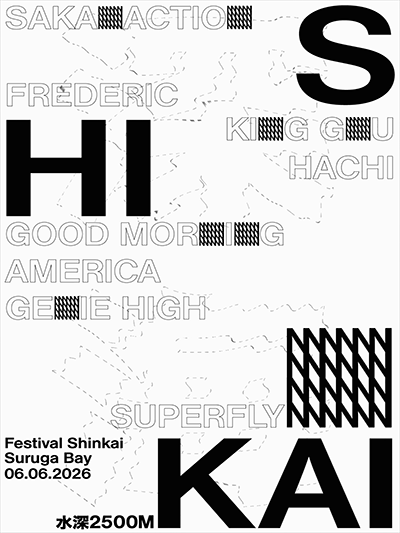 SAKANACTION
S
FREDERIC
KING GNU
HACHI
HI
GOOD MORNING
AMERICA
GENIE HIGH
N
SUPERFLY
Festival Shinkai
Suruga Bay
06.06.2026
KAI
水深2500M